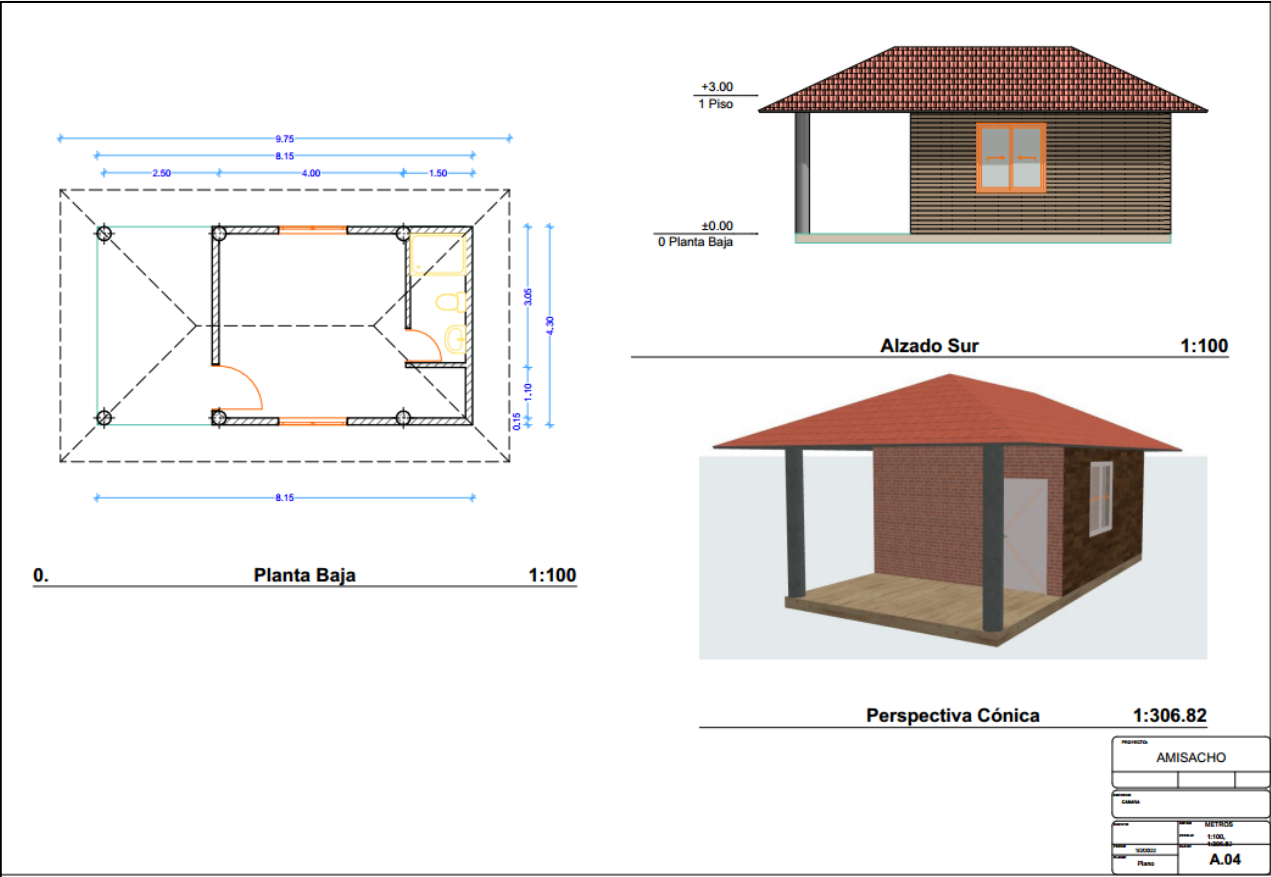 9.75
8.15
2.50 4.00 1.50
3.05
4.30
1.10
0.15
8.15
0. Planta Baja 1:100
+3.00
1 Piso
±0.00
0 Planta Baja
Alzado Sur 1:100
Perspectiva Cónica 1:306.82
PROYECTO:
AMISACHO
CABAÑA
METROS
1:100,
1:306.82
Plano
A.04